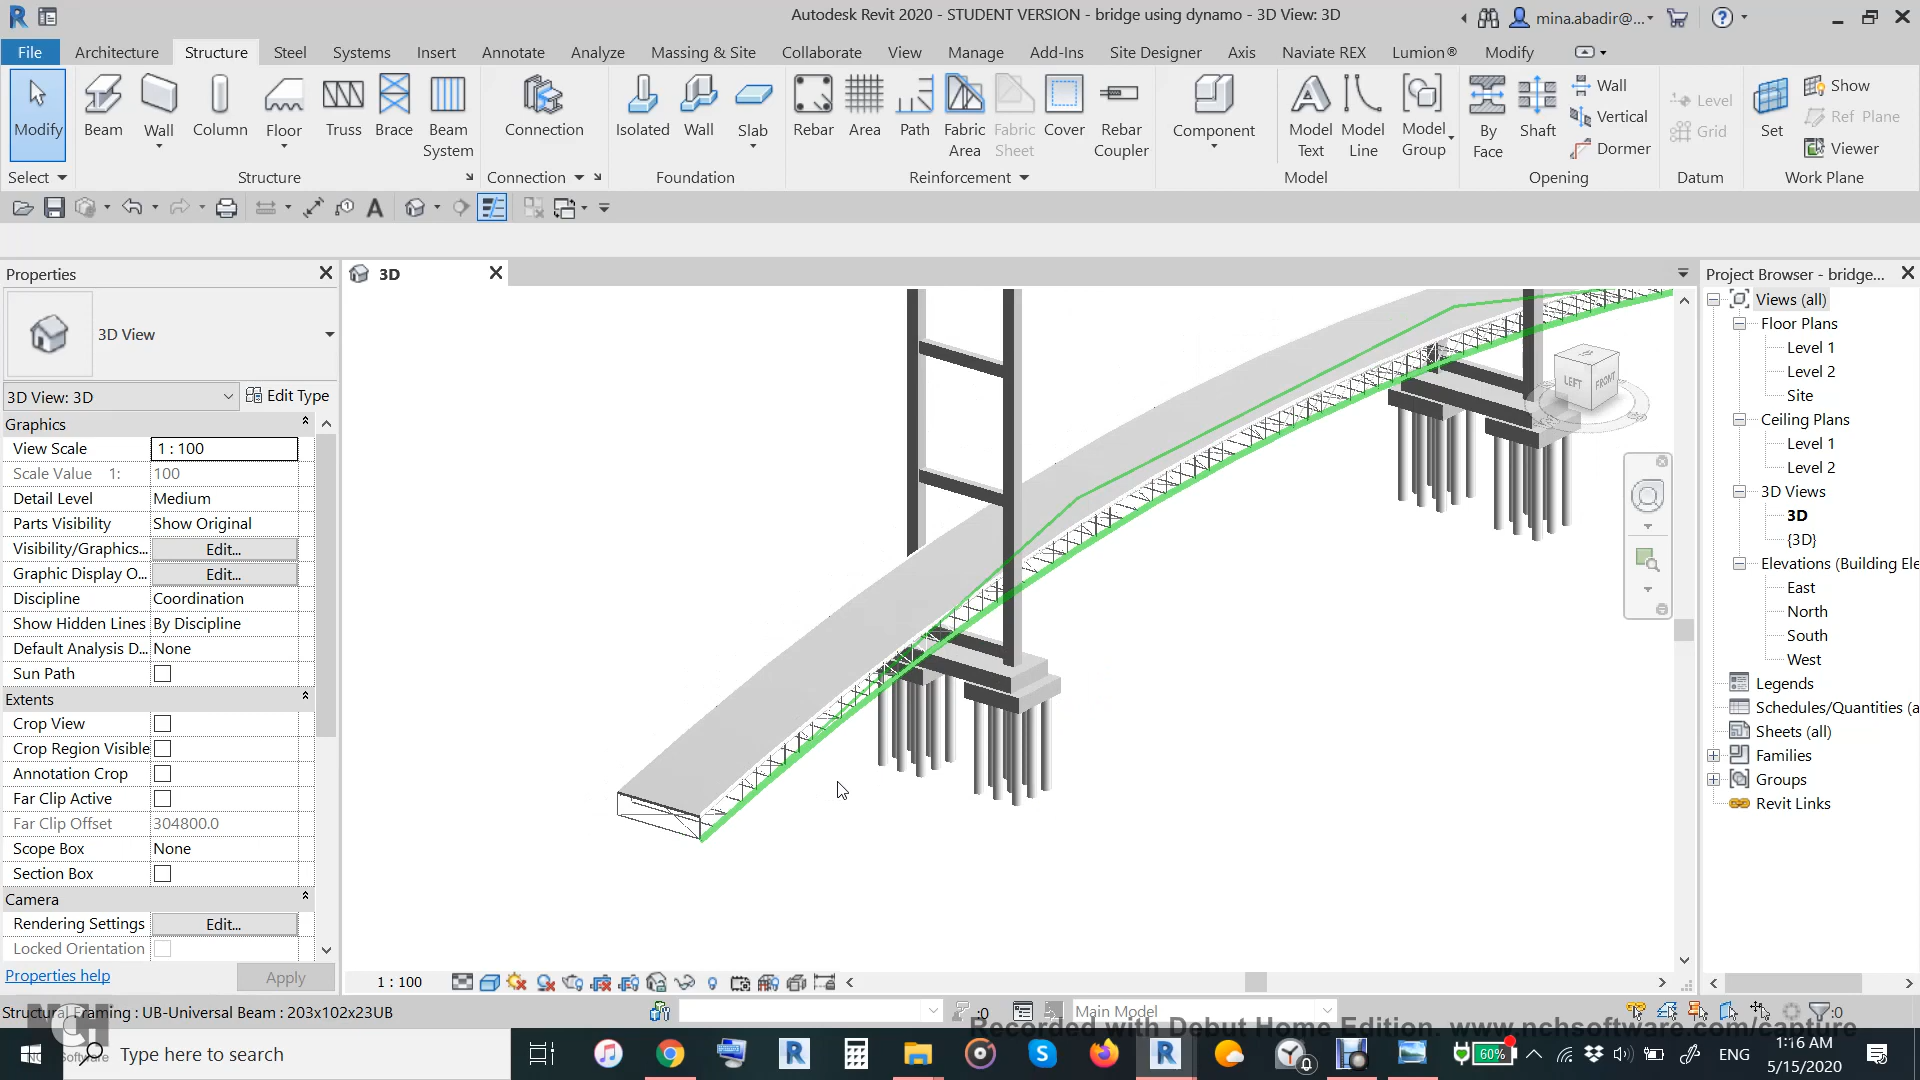 Autodesk Revit 2020 - STUDENT VERSION - bridge using dynamo - 3D View: 3D
mina.abadir@...
File Architecture Structure Steel Systems Insert Annotate Analyze Massing & Site Collaborate View Manage Add-Ins Site Designer Axis Naviate REX Lumion® Modify
Modify Beam Wall Column Floor Truss Brace Beam System Connection Isolated Wall Slab Rebar Area Path Fabric Area Fabric Sheet Cover Rebar Coupler Component Model Text Model Line Model Group By Face Shaft Wall Vertical Dormer Level Grid Set Show Ref Plane Viewer
Select Structure Connection Foundation Reinforcement Model Opening Datum Work Plane
Properties
3D
Project Browser - bridge...
3D View
3D View: 3D
Edit Type
Graphics
View Scale 1 : 100
Scale Value 1: 100
Detail Level Medium
Parts Visibility Show Original
Visibility/Graphics... Edit...
Graphic Display O... Edit...
Discipline Coordination
Show Hidden Lines By Discipline
Default Analysis D... None
Sun Path
Extents
Crop View
Crop Region Visible
Annotation Crop
Far Clip Active
Far Clip Offset 304800.0
Scope Box None
Section Box
Camera
Rendering Settings Edit...
Locked Orientation
Properties help
Apply
LEFT FRONT
Views (all)
Floor Plans
Level 1
Level 2
Site
Ceiling Plans
Level 1
Level 2
3D Views
3D
{3D}
Elevations (Building Ele
East
North
South
West
Legends
Schedules/Quantities (a
Sheets (all)
Families
Groups
Revit Links
1 : 100
Structural Framing : UB-Universal Beam : 203x102x23UB
:0
Main Model
:0
Recorded with Debut Home Edition. www.nchsoftware.com/capture
NCH Software
Type here to search
60%
ENG
1:16 AM
5/15/2020